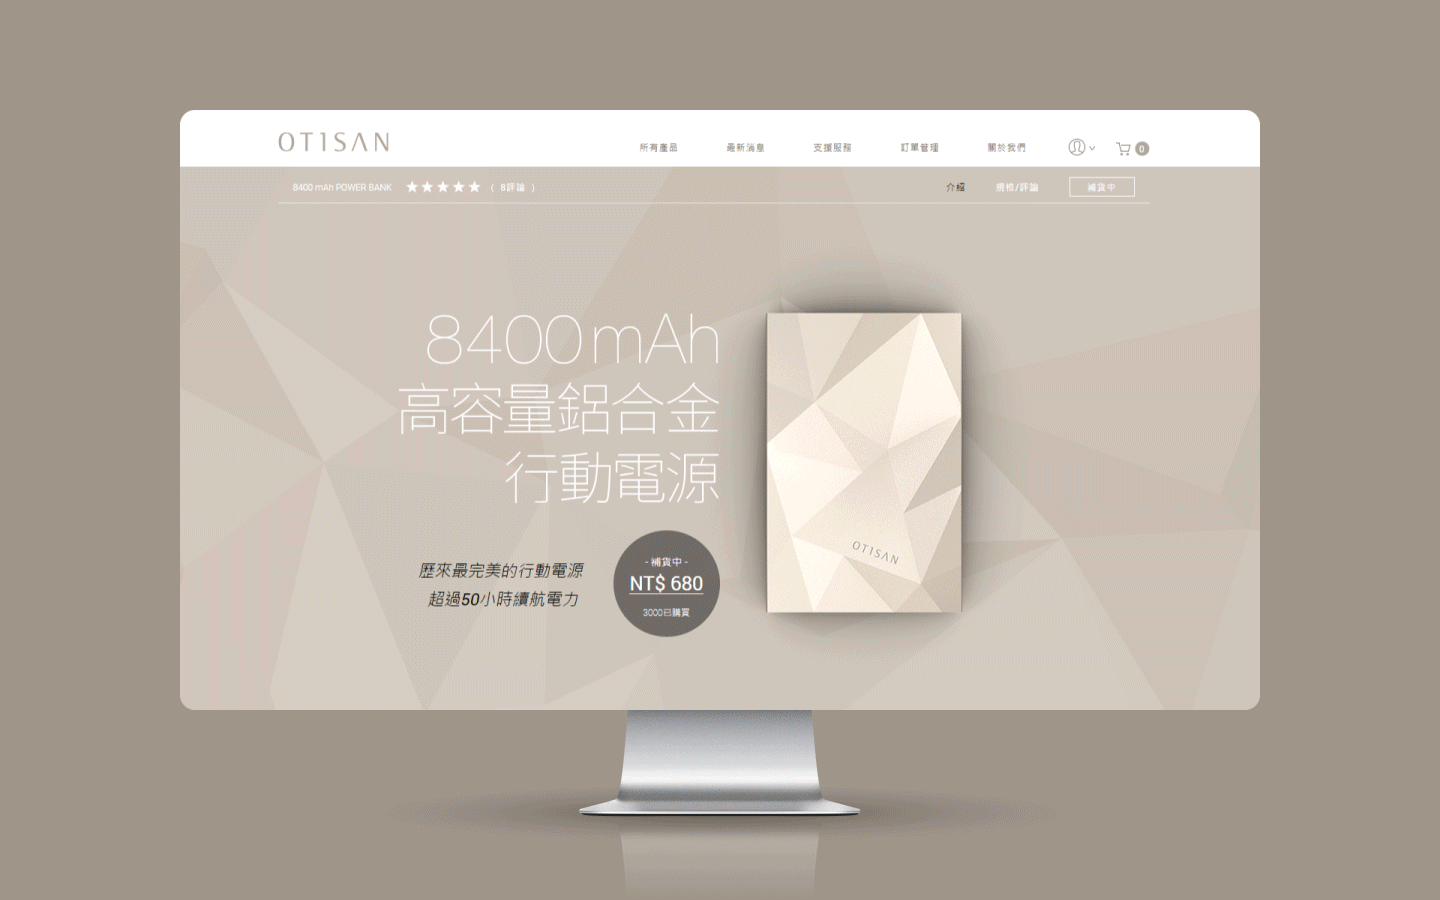 OTISAN
所有產品 最新消息 支援服務 訂單管理 關於我們 0
8400 mAh POWER BANK ★★★★★ ( 8評論 ) 介紹 規格/評論 補貨中
8400mAh
高容量鋁合金
行動電源
歷來最完美的行動電源
超過50小時續航電力
- 補貨中 -
NT$ 680
3000已購買
OTISAN